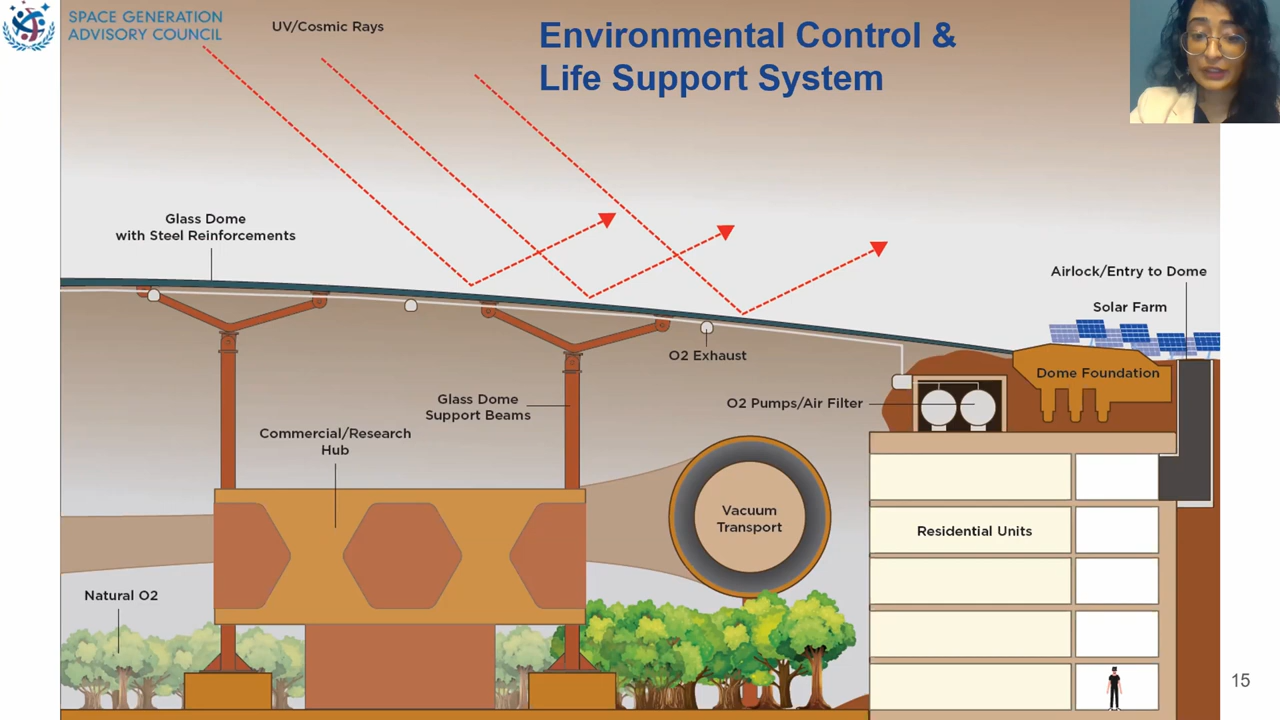 SPACE GENERATION
ADVISORY COUNCIL
UV/Cosmic Rays
Environmental Control &
Life Support System
Glass Dome
with Steel Reinforcements
Airlock/Entry to Dome
Solar Farm
O2 Exhaust
Dome Foundation
Glass Dome
Support Beams
O2 Pumps/Air Filter
Commercial/Research
Hub
Vacuum
Transport
Residential Units
Natural O2
15